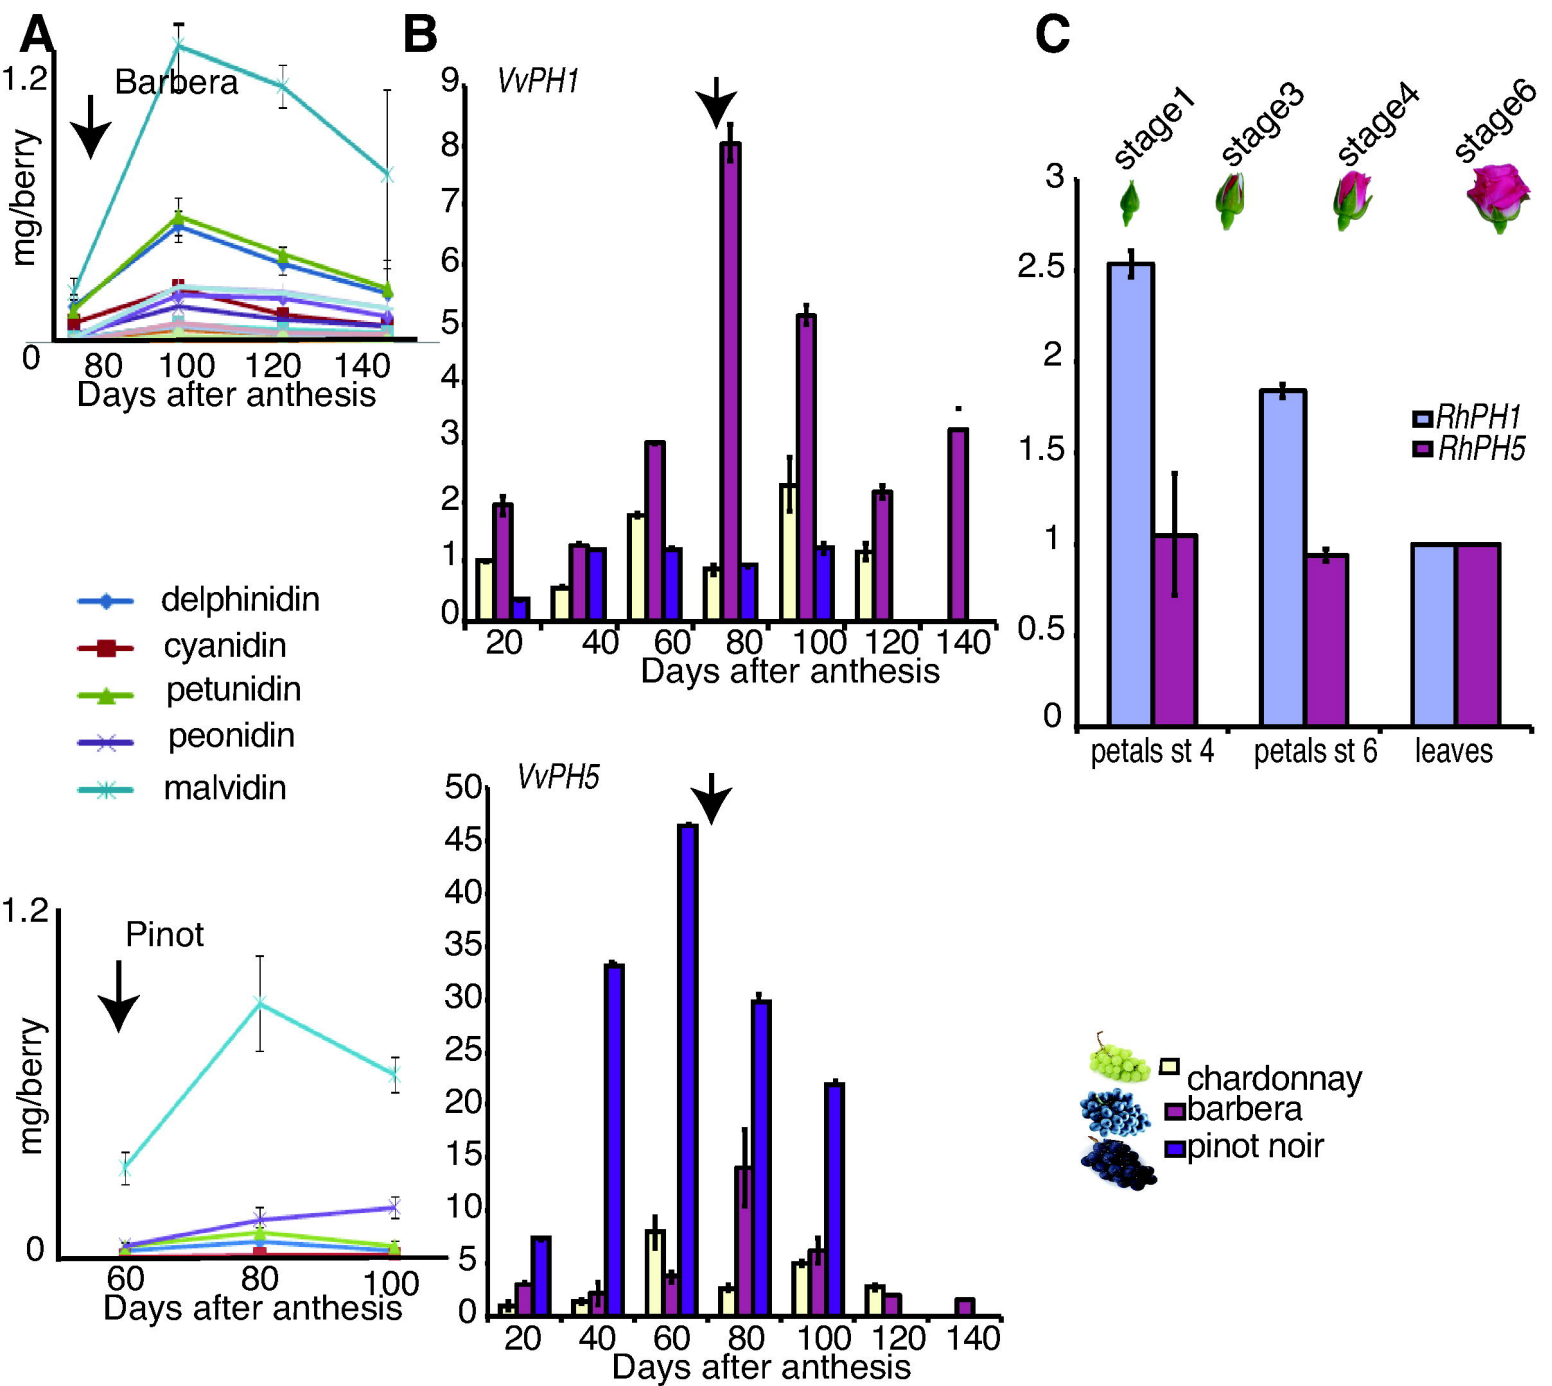 A
1.2
Barbera
mg/berry
0
80 100 120 140
Days after anthesis
delphinidin
cyanidin
petunidin
peonidin
malvidin
1.2
Pinot
mg/berry
0
60 80 100
Days after anthesis
B
VvPH1
9
8
7
6
5
4
3
2
1
0
20 40 60 80 100 120 140
Days after anthesis
VvPH5
50
45
40
35
30
25
20
15
10
5
0
20 40 60 80 100 120 140
Days after anthesis
C
stage1 stage3 stage4 stage6
3
2.5
2
1.5
1
0.5
0
RhPH1
RhPH5
petals st 4 petals st 6 leaves
chardonnay
barbera
pinot noir